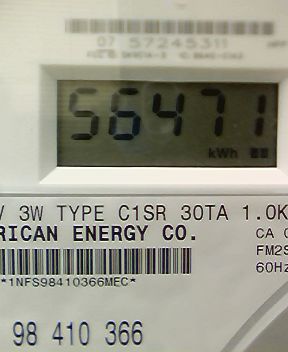 07 57245311
56471
kWh
V 3W TYPE C1SR 30TA 1.0K
RICAN ENERGY CO.
CA
FM2S
60Hz
*1NFS98410366MEC*
98 410 366